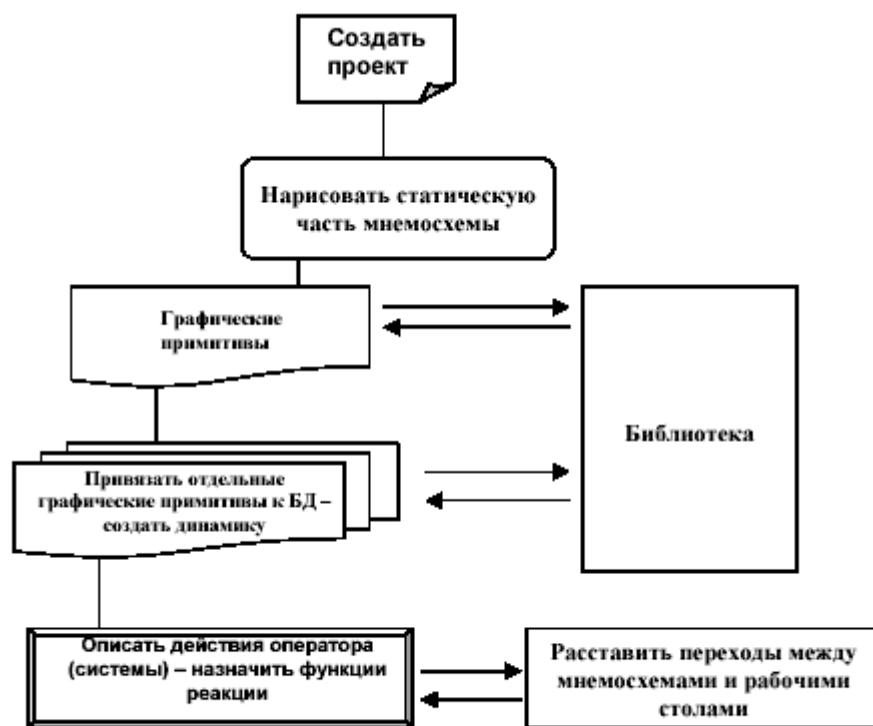 Создать
проект
Нарисовать статическую
часть мнемосхемы
Графические
примитивы
Библиотека
Привязать отдельные
графические примитивы к БД –
создать динамику
Описать действия оператора
(системы) – назначить функции
реакции
Расставить переходы между
мнемосхемами и рабочими
столами